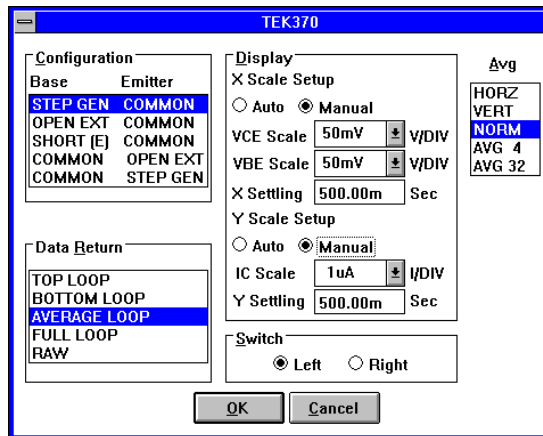 TEK370
Configuration
Base Emitter
STEP GEN COMMON
OPEN EXT COMMON
SHORT (E) COMMON
COMMON OPEN EXT
COMMON STEP GEN
Data Return
TOP LOOP
BOTTOM LOOP
AVERAGE LOOP
FULL LOOP
RAW
Display
X Scale Setup
Auto Manual
VCE Scale 50mV V/DIV
VBE Scale 50mV V/DIV
X Settling 500.00m Sec
Y Scale Setup
Auto Manual
IC Scale 1uA I/DIV
Y Settling 500.00m Sec
Switch
Left Right
Avg
HORZ
VERT
NORM
AVG 4
AVG 32
OK Cancel